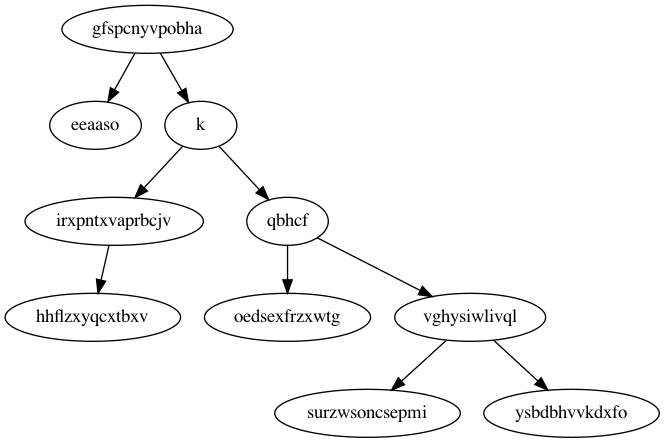 gfspcnyvpobha
eeaaso
k
irxpntxvaprbcjv
qbhcf
hhflzxyqcxtbxv
oedsexfrzxwtg
vghysiwlivql
surzwsoncsepmi
ysbdbhvvkdxfo